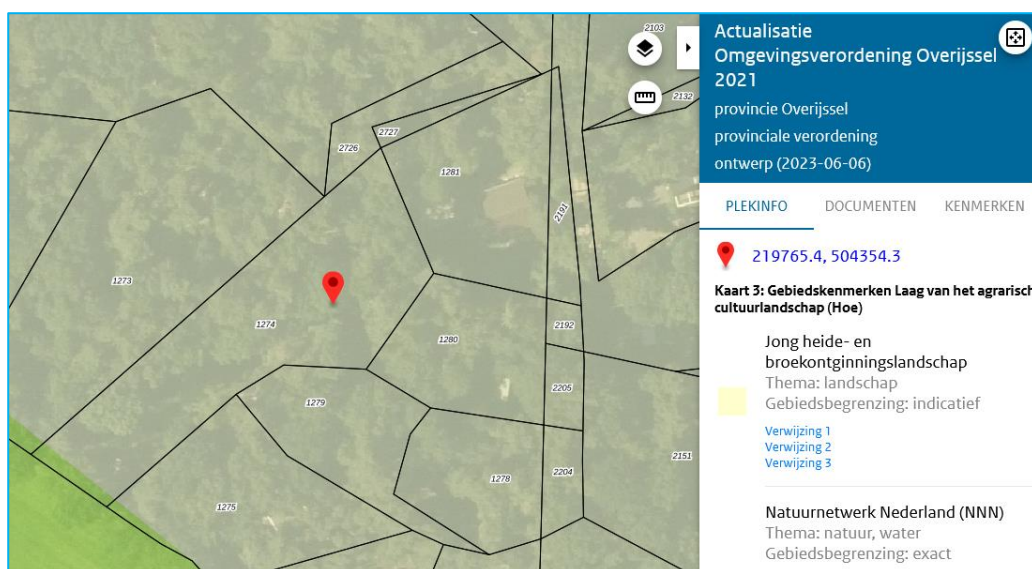 2103
2132
2727
2726
1281
2191
1273
1274
2192
1280
2205
1279
2151
1278
2204
1275
Actualisatie
Omgevingsverordening Overijssel
2021
provincie Overijssel
provinciale verordening
ontwerp (2023-06-06)
PLEKINFO DOCUMENTEN KENMERKEN
219765.4, 504354.3
Kaart 3: Gebiedskenmerken Laag van het agrarisch
cultuurlandschap (Hoe)
Jong heide- en
broekontginningslandschap
Thema: landschap
Gebiedsbegrenzing: indicatief
Verwijzing 1
Verwijzing 2
Verwijzing 3
Natuurnetwerk Nederland (NNN)
Thema: natuur, water
Gebiedsbegrenzing: exact